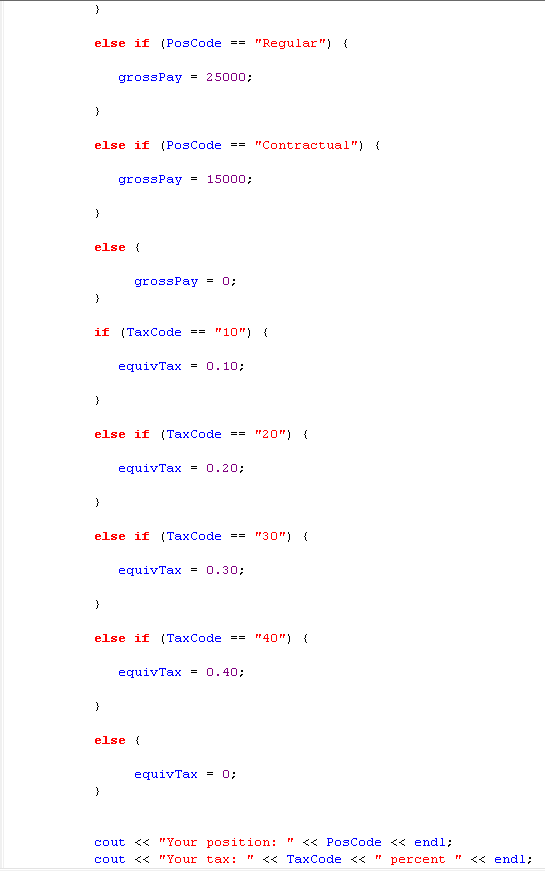 }
else if (PosCode == "Regular") {
grossPay = 25000;
}
else if (PosCode == "Contractual") {
grossPay = 15000;
}
else {
grossPay = 0;
}
if (TaxCode == "10") {
equivTax = 0.10;
}
else if (TaxCode == "20") {
equivTax = 0.20;
}
else if (TaxCode == "30") {
equivTax = 0.30;
}
else if (TaxCode == "40") {
equivTax = 0.40;
}
else {
equivTax = 0;
}
cout << "Your position: " << PosCode << endl;
cout << "Your tax: " << TaxCode << " percent " << endl;